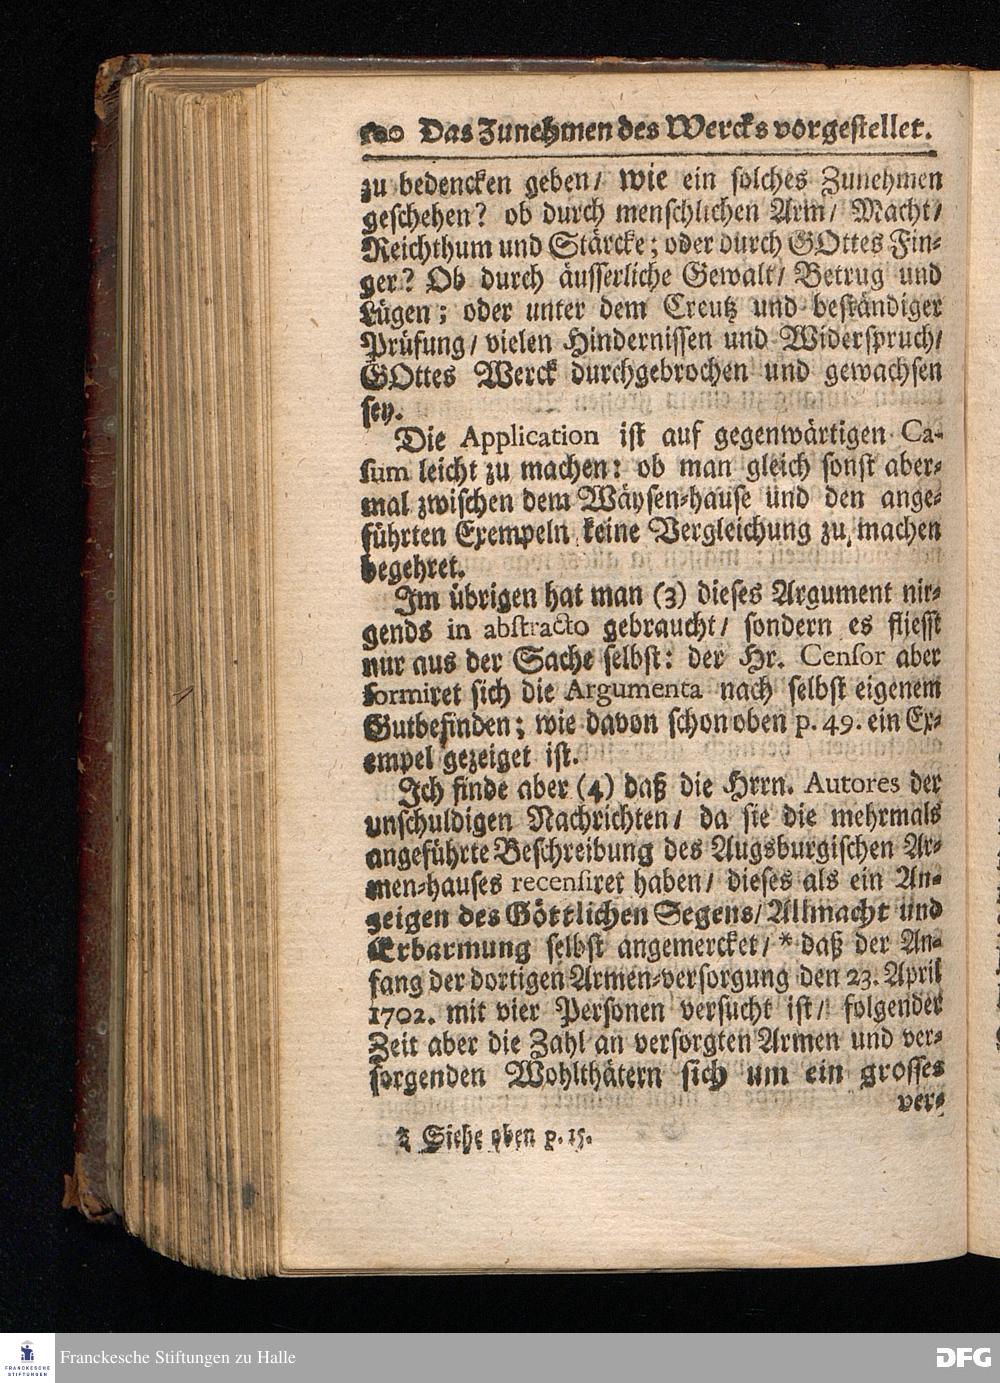 Das Zunehmen des Wercks vorgestellet.
zu bedencken geben/ wie ein solches Zunehmen
geschehen? ob durch menschlichen Arm/ Macht/
Reichthum und Stärcke; oder durch GOttes Fin-
ger? Ob durch äusserliche Gewalt/ Betrug und
Lügen; oder unter dem Creutz und beständiger
Prüfung/ vielen Hindernissen und Widerspruch/
GOttes Werck durchgebrochen und gewachsen
sey.
Die Application ist auf gegenwärtigen Ca-
sum leicht zu machen: ob man gleich sonst aber-
mal zwischen dem Wäysen-hause und den ange-
führten Exempeln keine Vergleichung zu machen
begehret.
Im übrigen hat man (3) dieses Argument nir-
gends in abstracto gebraucht/ sondern es fliesst
nur aus der Sache selbst: der Hr. Censor aber
formiret sich die Argumenta nach selbst eigenem
Gutbefinden; wie davon schon oben p. 49. ein Ex-
empel gezeiget ist.
Ich finde aber (4) daß die Hrrn. Autores der
unschuldigen Nachrichten/ da sie die mehrmals
angeführte Beschreibung des Augsburgischen Ar-
men-hauses recensiret haben/ dieses als ein An-
zeigen des Göttlichen Segens/ Allmacht und
Erbarmung selbst angemercket/ * daß der An-
fang der dortigen Armen-versorgung den 23. April
1702. mit vier Personen versucht ist/ folgender
Zeit aber die Zahl an versorgten Armen und ver-
sorgenden Wohlthätern sich um ein grosses
ver-
Siehe oben p. 15.
FRANCKESCHE
STIFTUNGEN
Franckesche Stiftungen zu Halle
DFG